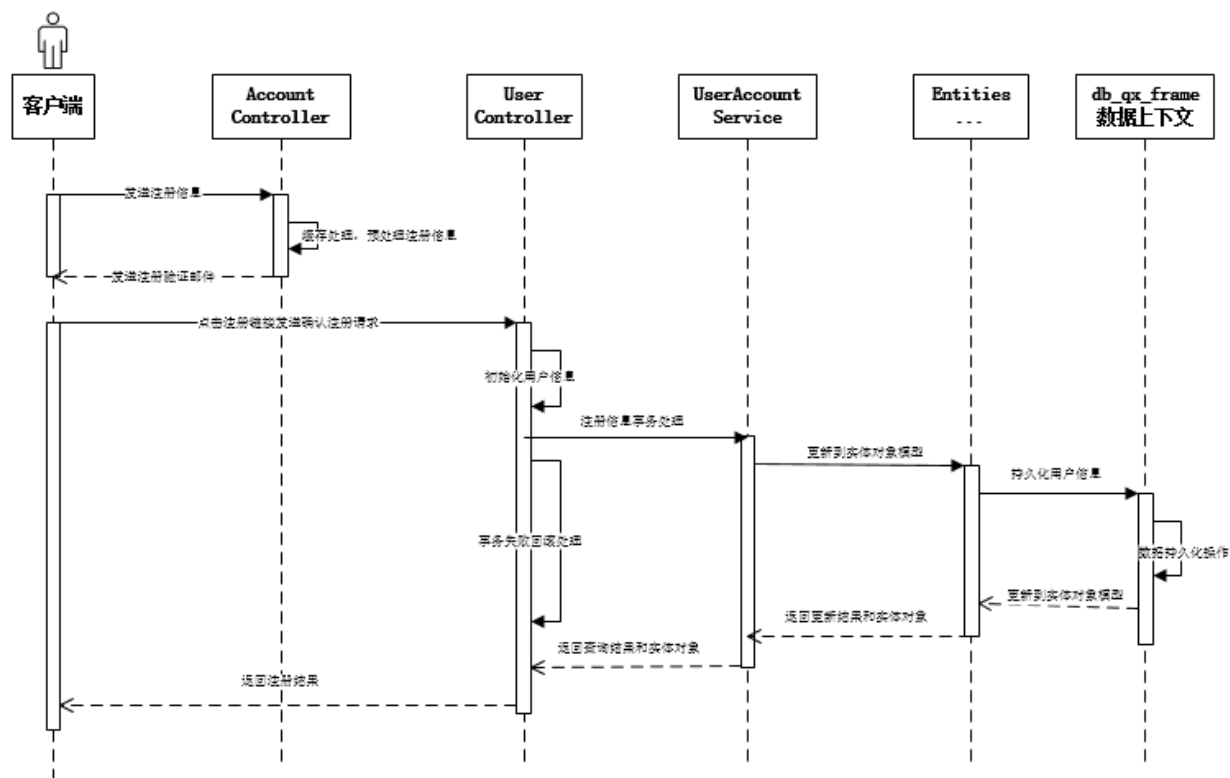 客户端
Account
Controller
User
Controller
UserAccount
Service
Entities
...
db_qx_frame
数据上下文
发送注册信息
缓存处理，预处理注册信息
发送注册验证邮件
点击注册链接发送确认注册请求
初始化用户信息
注册信息事务处理
更新到实体对象模型
持久化用户信息
事务失败回滚处理
数据持久化操作
更新到实体对象模型
返回更新结果和实体对象
返回查询结果和实体对象
返回注册结果